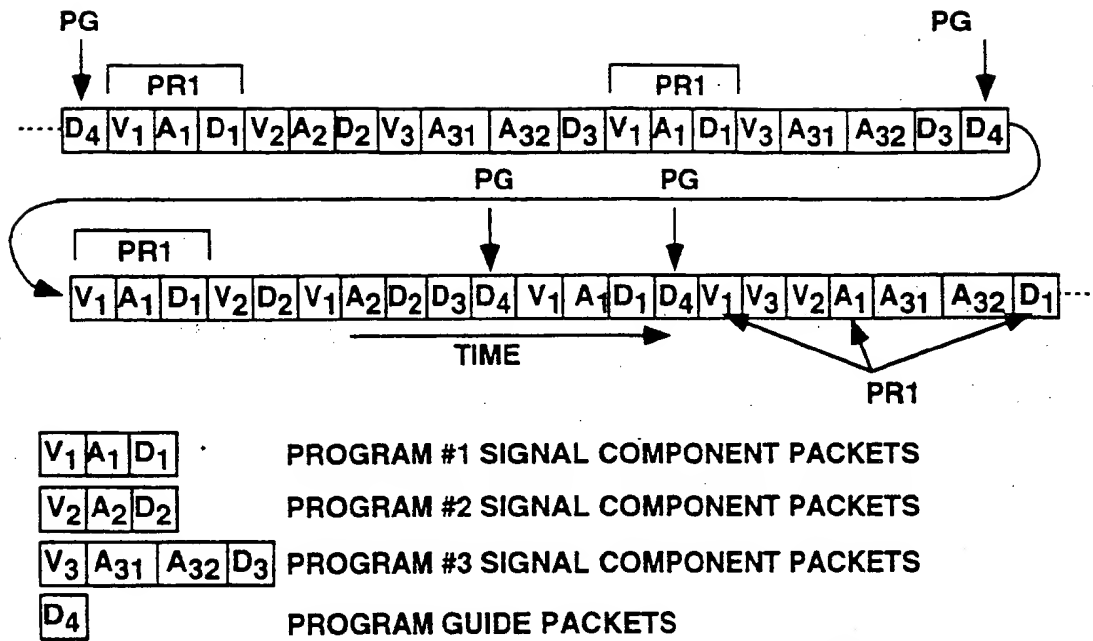 PG PG
PR1 PR1
D4 V1 A1 D1 V2 A2 D2 V3 A31 A32 D3 V1 A1 D1 V3 A31 A32 D3 D4
PG PG
PR1
V1 A1 D1 V2 D2 V1 A2 D2 D3 D4 V1 A1 D1 D4 V1 V3 V2 A1 A31 A32 D1
TIME
PR1
V1 A1 D1 PROGRAM #1 SIGNAL COMPONENT PACKETS
V2 A2 D2 PROGRAM #2 SIGNAL COMPONENT PACKETS
V3 A31 A32 D3 PROGRAM #3 SIGNAL COMPONENT PACKETS
D4 PROGRAM GUIDE PACKETS